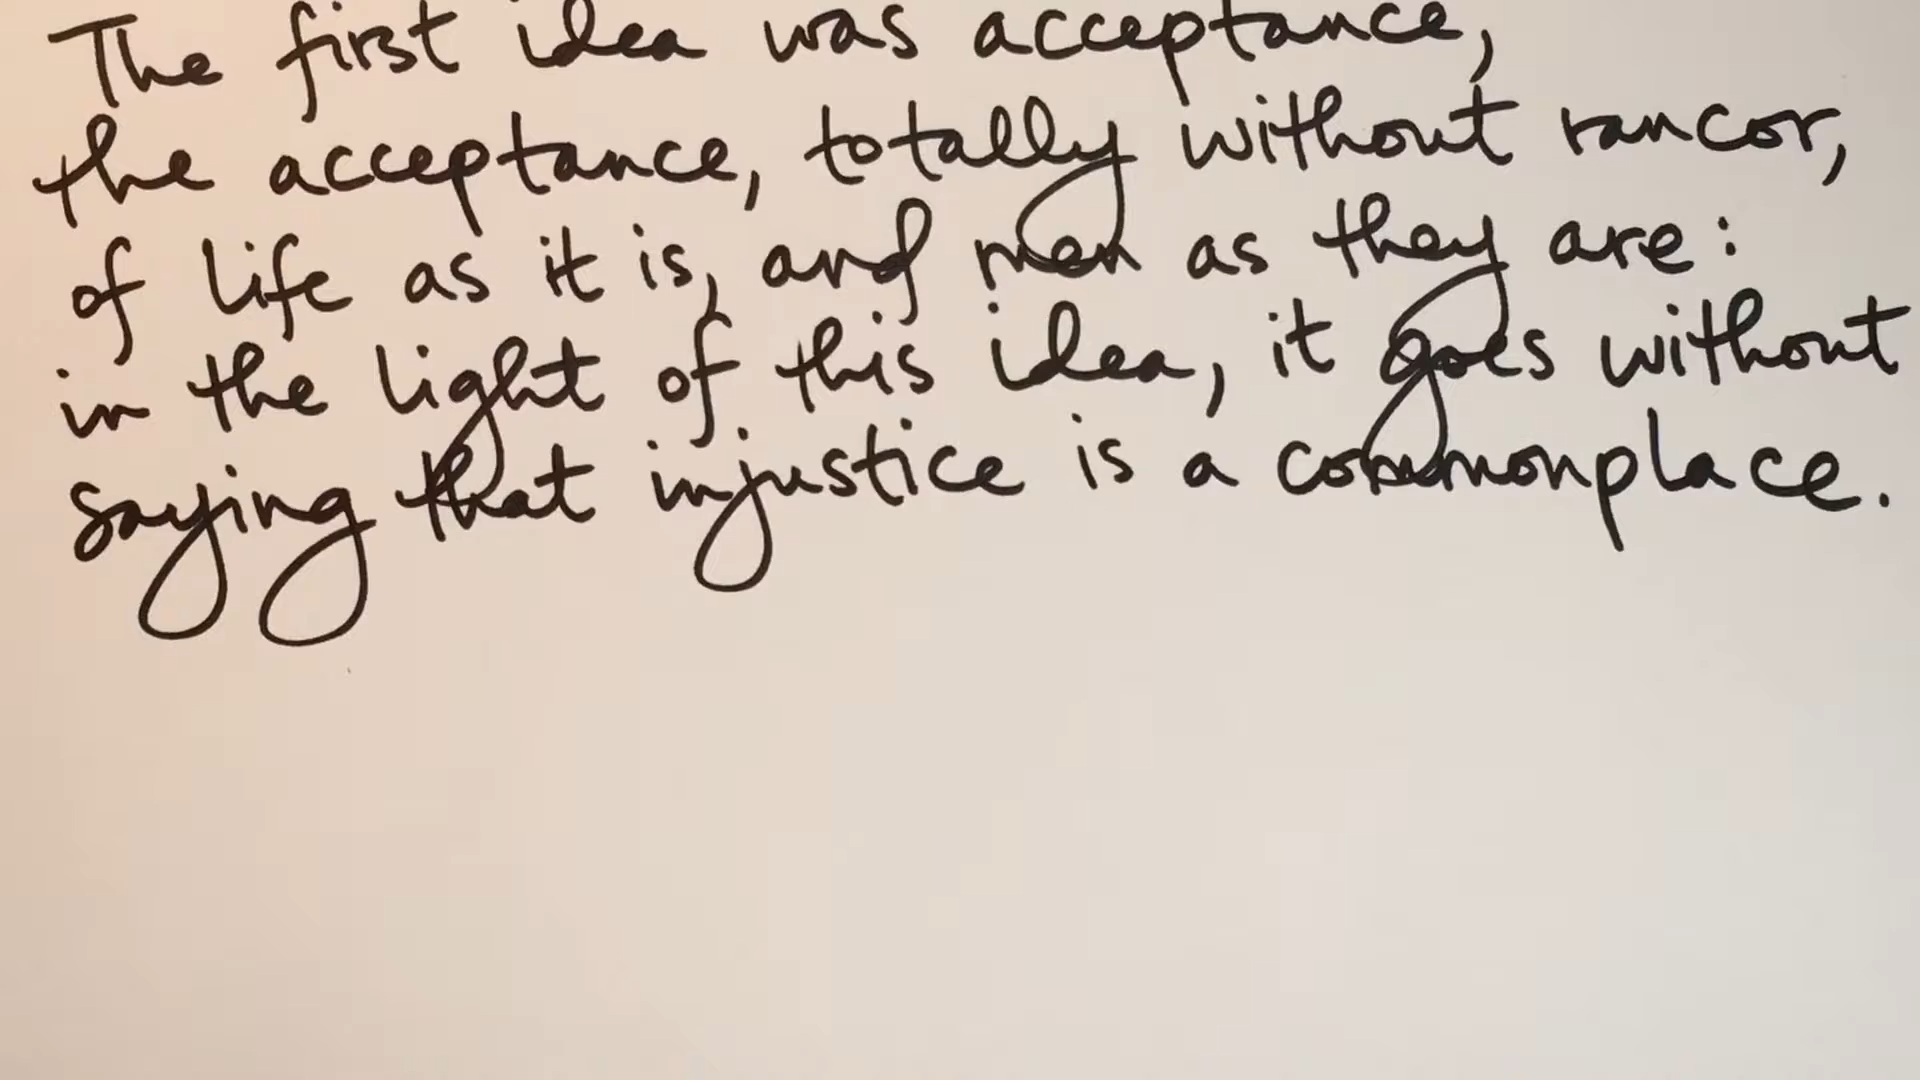 The first idea was acceptance,
the acceptance, totally without rancor,
of life as it is, and men as they are:
in the light of this idea, it goes without
saying that injustice is a commonplace.